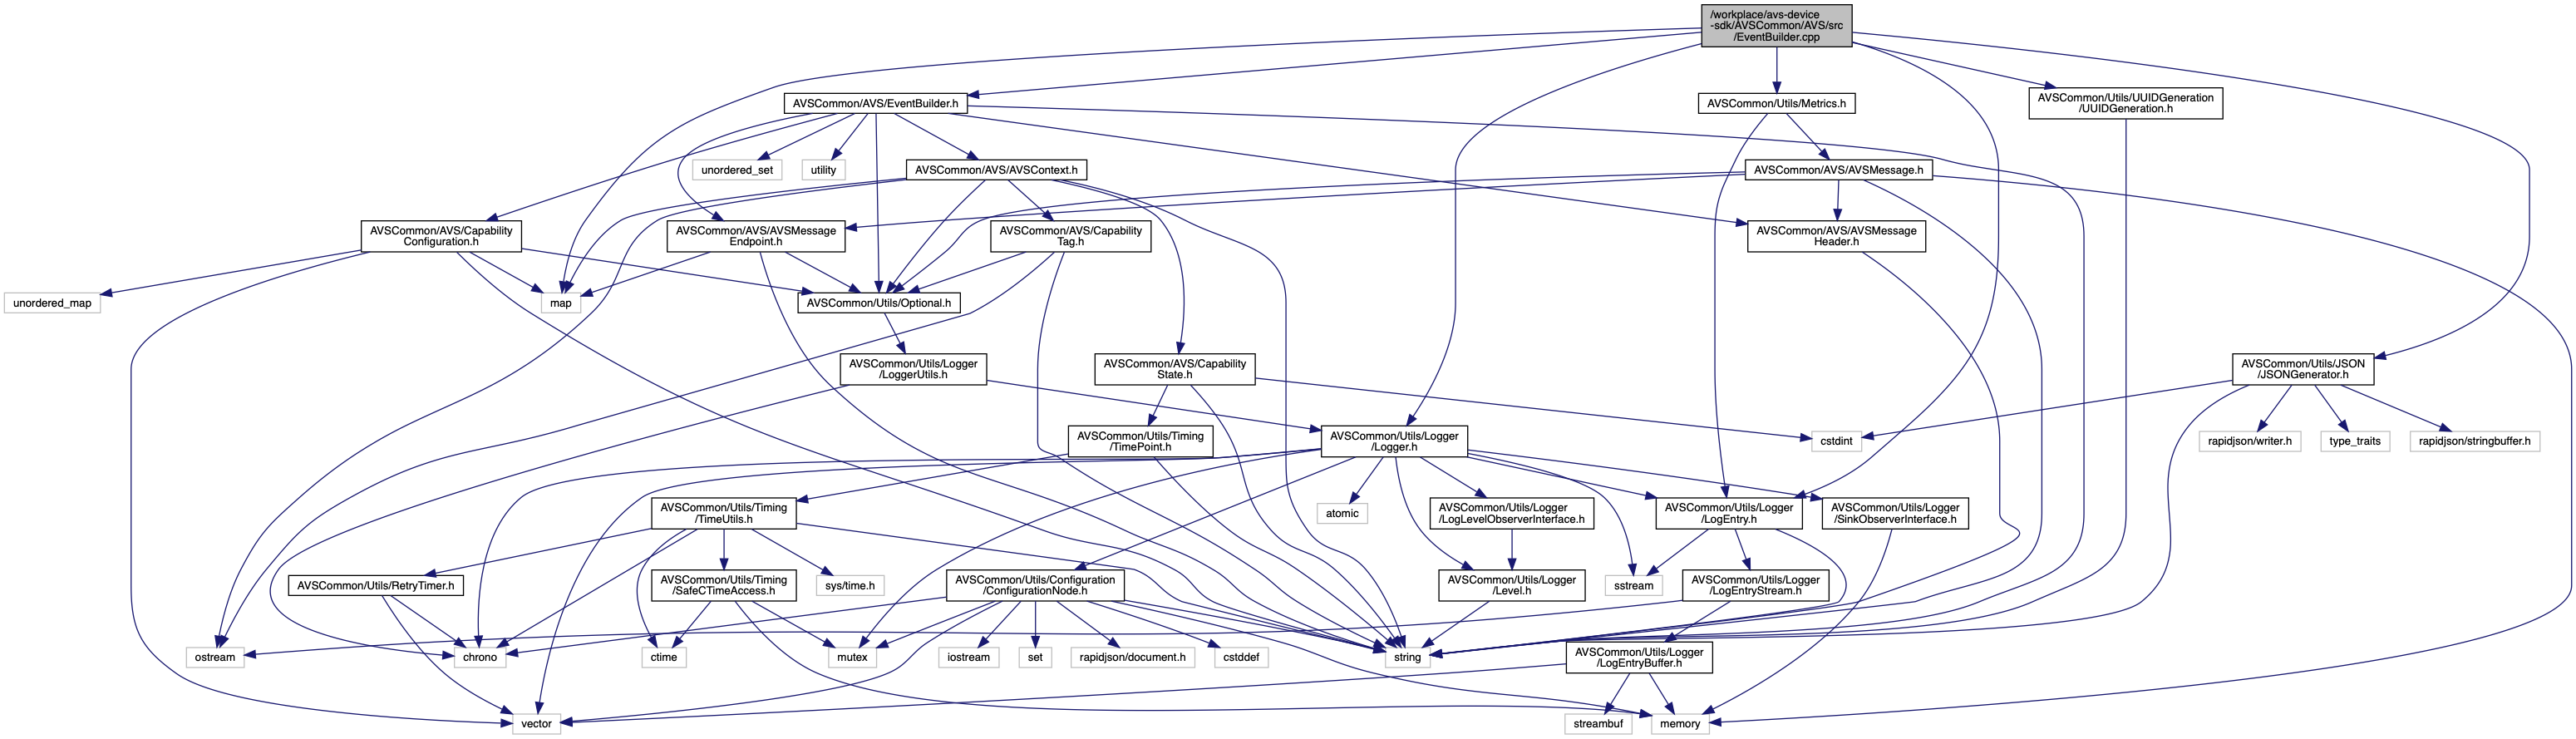 /workplace/avs-device
-sdk/AVSCommon/AVS/src
/EventBuilder.cpp
AVSCommon/AVS/EventBuilder.h
AVSCommon/Utils/Metrics.h
AVSCommon/Utils/UUIDGeneration
/UUIDGeneration.h
unordered_set
utility
AVSCommon/AVS/AVSContext.h
AVSCommon/AVS/AVSMessage.h
AVSCommon/AVS/Capability
Configuration.h
AVSCommon/AVS/AVSMessage
Endpoint.h
AVSCommon/AVS/Capability
Tag.h
AVSCommon/AVS/AVSMessage
Header.h
unordered_map
map
AVSCommon/Utils/Optional.h
AVSCommon/Utils/Logger
/LoggerUtils.h
AVSCommon/AVS/Capability
State.h
AVSCommon/Utils/JSON
/JSONGenerator.h
AVSCommon/Utils/Timing
/TimePoint.h
AVSCommon/Utils/Logger
/Logger.h
cstdint
rapidjson/writer.h
type_traits
rapidjson/stringbuffer.h
AVSCommon/Utils/Timing
/TimeUtils.h
atomic
AVSCommon/Utils/Logger
/LogLevelObserverInterface.h
AVSCommon/Utils/Logger
/LogEntry.h
AVSCommon/Utils/Logger
/SinkObserverInterface.h
AVSCommon/Utils/RetryTimer.h
AVSCommon/Utils/Timing
/SafeCTimeAccess.h
sys/time.h
AVSCommon/Utils/Configuration
/ConfigurationNode.h
AVSCommon/Utils/Logger
/Level.h
sstream
AVSCommon/Utils/Logger
/LogEntryStream.h
ostream
chrono
ctime
mutex
iostream
set
rapidjson/document.h
cstddef
string
AVSCommon/Utils/Logger
/LogEntryBuffer.h
vector
streambuf
memory